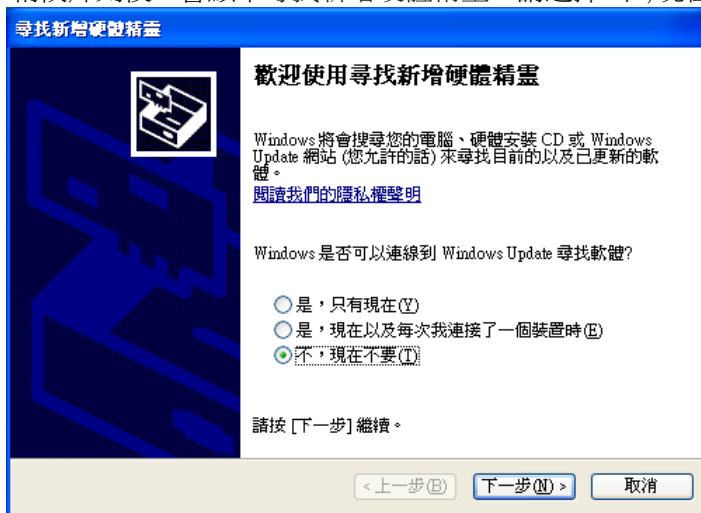 尋找新增硬體精靈
歡迎使用尋找新增硬體精靈
Windows 將會搜尋您的電腦、硬體安裝 CD 或 Windows
Update 網站 (您允許的話) 來尋找目前的以及已更新的軟
體。
閱讀我們的隱私權聲明
Windows 是否可以連線到 Windows Update 尋找軟體?
是，只有現在(Y)
是，現在以及每次我連接了一個裝置時(E)
不，現在不要(T)
請按 [下一步] 繼續。
< 上一步(B)
下一步(N) >
取消